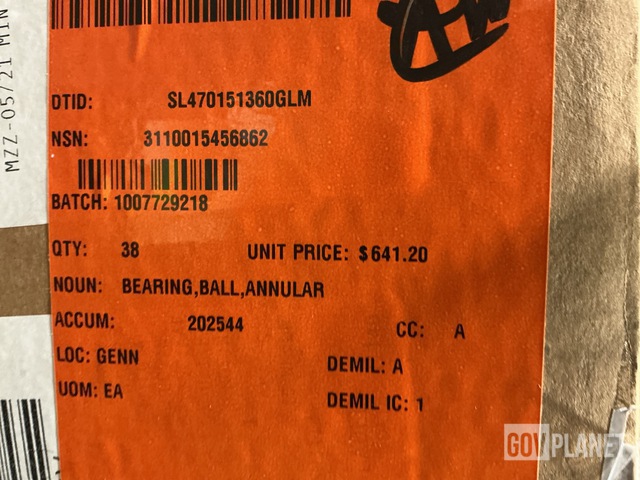 MZZ-05/21 MIN
DTID: SL470151360GLM
NSN: 3110015456862
BATCH: 1007729218
QTY: 38 UNIT PRICE: $641.20
NOUN: BEARING,BALL,ANNULAR
ACCUM: 202544 CC: A
LOC: GENN DEMIL: A
UOM: EA DEMIL IC: 1
GOVPLANET